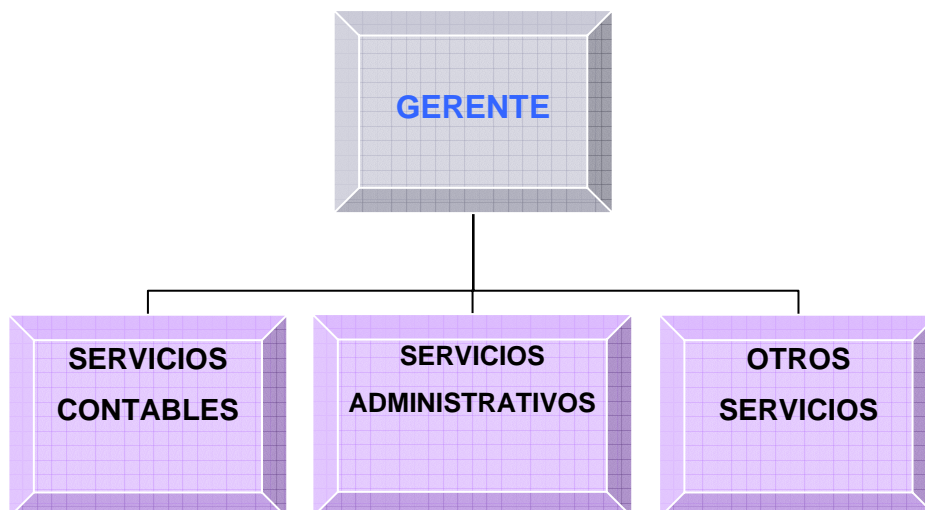 GERENTE
SERVICIOS
CONTABLES
SERVICIOS
ADMINISTRATIVOS
OTROS
SERVICIOS